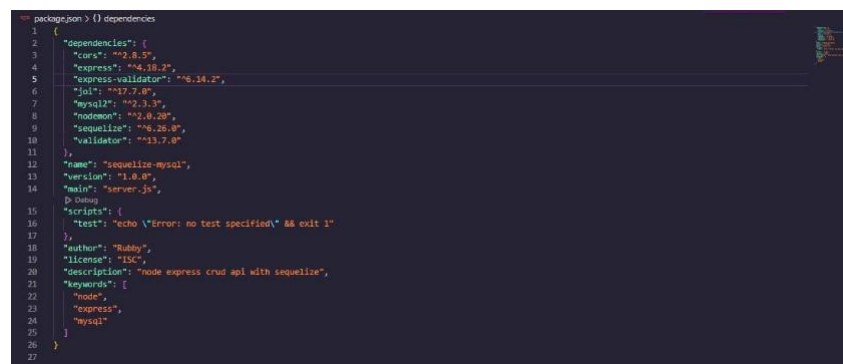 package.json > {} dependencies
1 {
2 "dependencies": {
3 "cors": "^2.8.5",
4 "express": "^4.18.2",
5 "express-validator": "^6.14.2",
6 "joi": "^17.7.0",
7 "mysql2": "^2.3.3",
8 "nodemon": "^2.0.20",
9 "sequelize": "^6.26.0",
10 "validator": "^13.7.0"
11 },
12 "name": "sequelize-mysql",
13 "version": "1.0.0",
14 "main": "server.js",
Debug
15 "scripts": {
16 "test": "echo \"Error: no test specified\" && exit 1"
17 },
18 "author": "Rubby",
19 "license": "ISC",
20 "description": "node express crud api with sequelize",
21 "keywords": [
22 "node",
23 "express",
24 "mysql"
25 ]
26 }
27